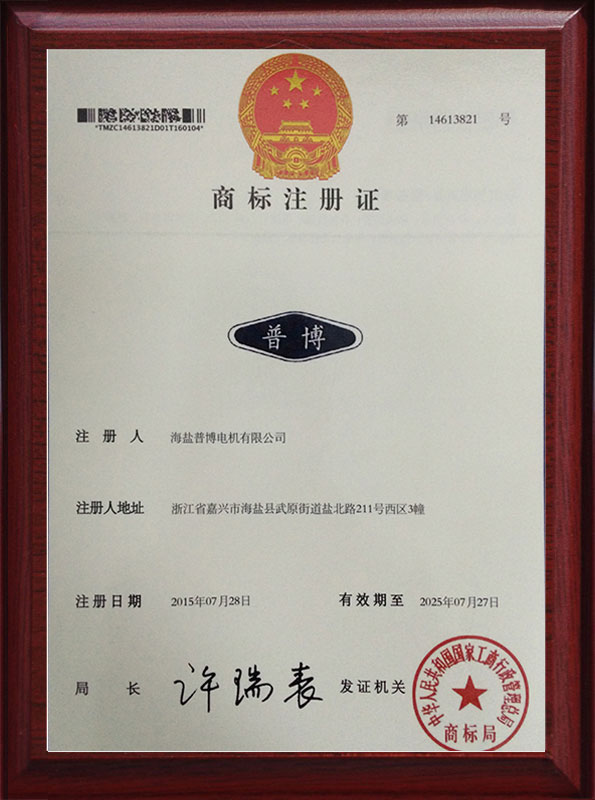 *TMZC14613821D01T160104*
第 14613821 号
商标注册证
普博
注册人 海盐普博电机有限公司
注册人地址 浙江省嘉兴市海盐县武原街道盐北路211号西区3幢
注册日期 2015年07月28日 有效期至 2025年07月27日
局长 许瑞表 发证机关
中华人民共和国国家工商行政管理总局
商标局